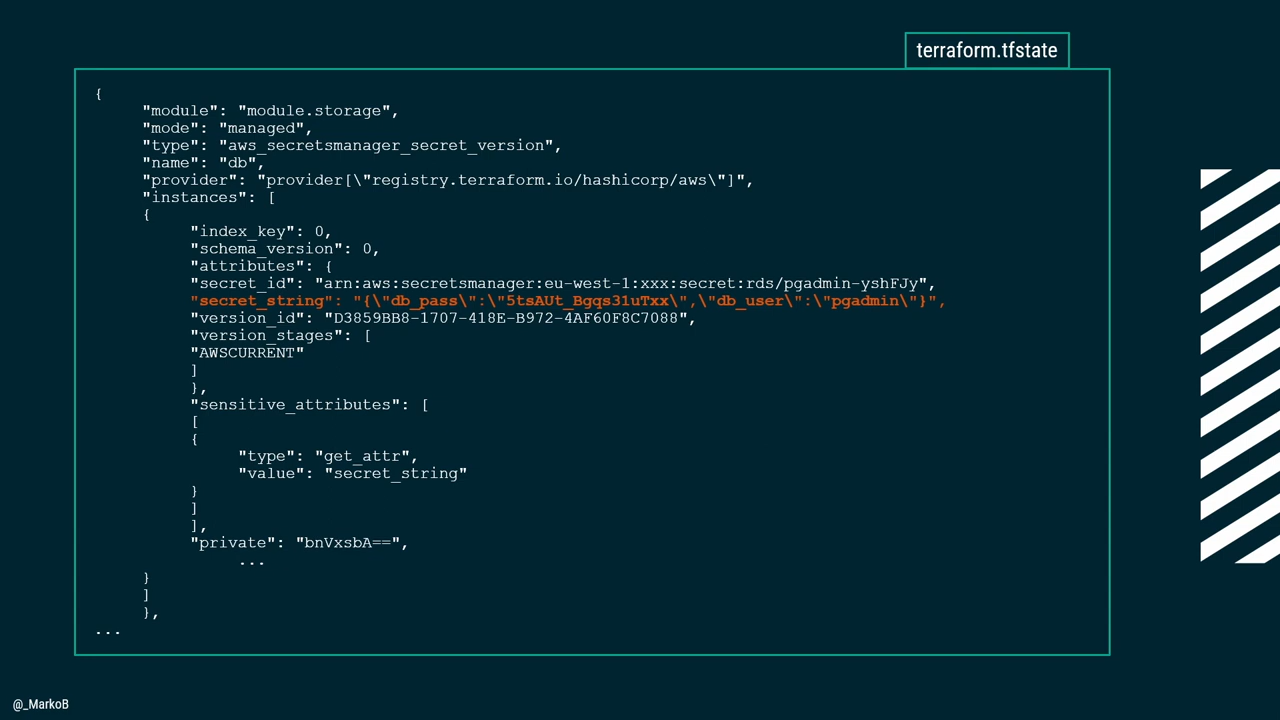 terraform.tfstate
{
"module": "module.storage",
"mode": "managed",
"type": "aws_secretsmanager_secret_version",
"name": "db",
"provider": "provider[\"registry.terraform.io/hashicorp/aws\"]",
"instances": [
{
"index_key": 0,
"schema_version": 0,
"attributes": {
"secret_id": "arn:aws:secretsmanager:eu-west-1:xxx:secret:rds/pgadmin-yshFJy",
"secret_string": "{\"db_pass\":\"5tsAUt_Bgqs31uTxx\",\"db_user\":\"pgadmin\"}",
"version_id": "D3859BB8-1707-418E-B972-4AF60F8C7088",
"version_stages": [
"AWSCURRENT"
]
},
"sensitive_attributes": [
[
{
"type": "get_attr",
"value": "secret_string"
}
]
],
"private": "bnVxsbA==",
...
}
]
},
...
@_MarkoB